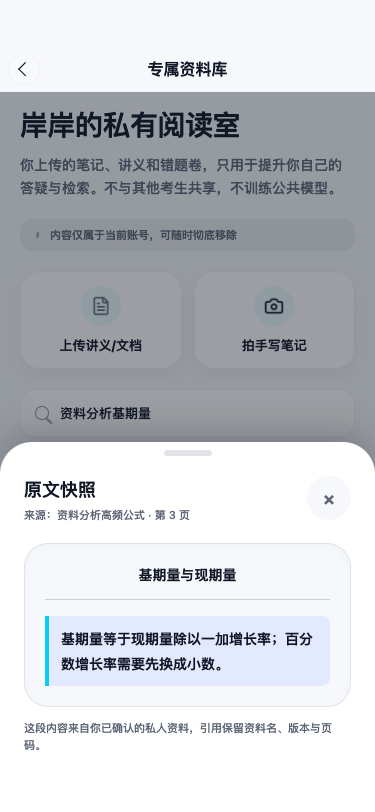 专属资料库
岸岸的私有阅读室
你上传的笔记、讲义和错题卷，只用于提升你自己的
答疑与检索。不与其他考生共享，不训练公共模型。
内容仅属于当前账号，可随时彻底移除
上传讲义/文档
拍手写笔记
资料分析基期量
原文快照
来源：资料分析高频公式 · 第 3 页
基期量与现期量
基期量等于现期量除以一加增长率；百分
数增长率需要先换成小数。
这段内容来自你已确认的私人资料，引用保留资料名、版本与页
码。